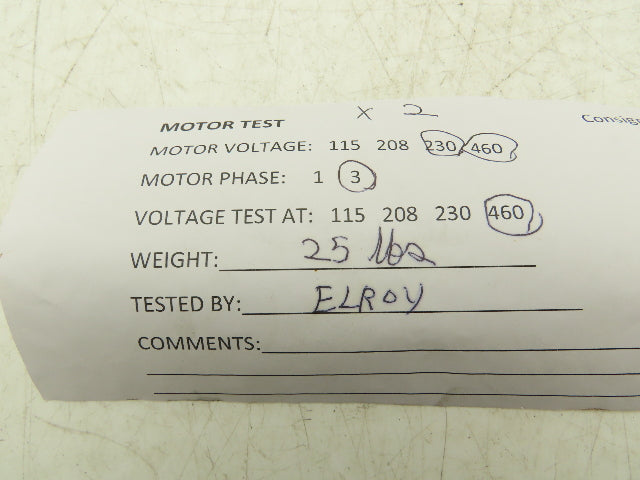 x 2
MOTOR TEST
MOTOR VOLTAGE: 115 208 230 460
MOTOR PHASE: 1 3
VOLTAGE TEST AT: 115 208 230 460
WEIGHT: 25 lbs
TESTED BY: ELROY
COMMENTS: